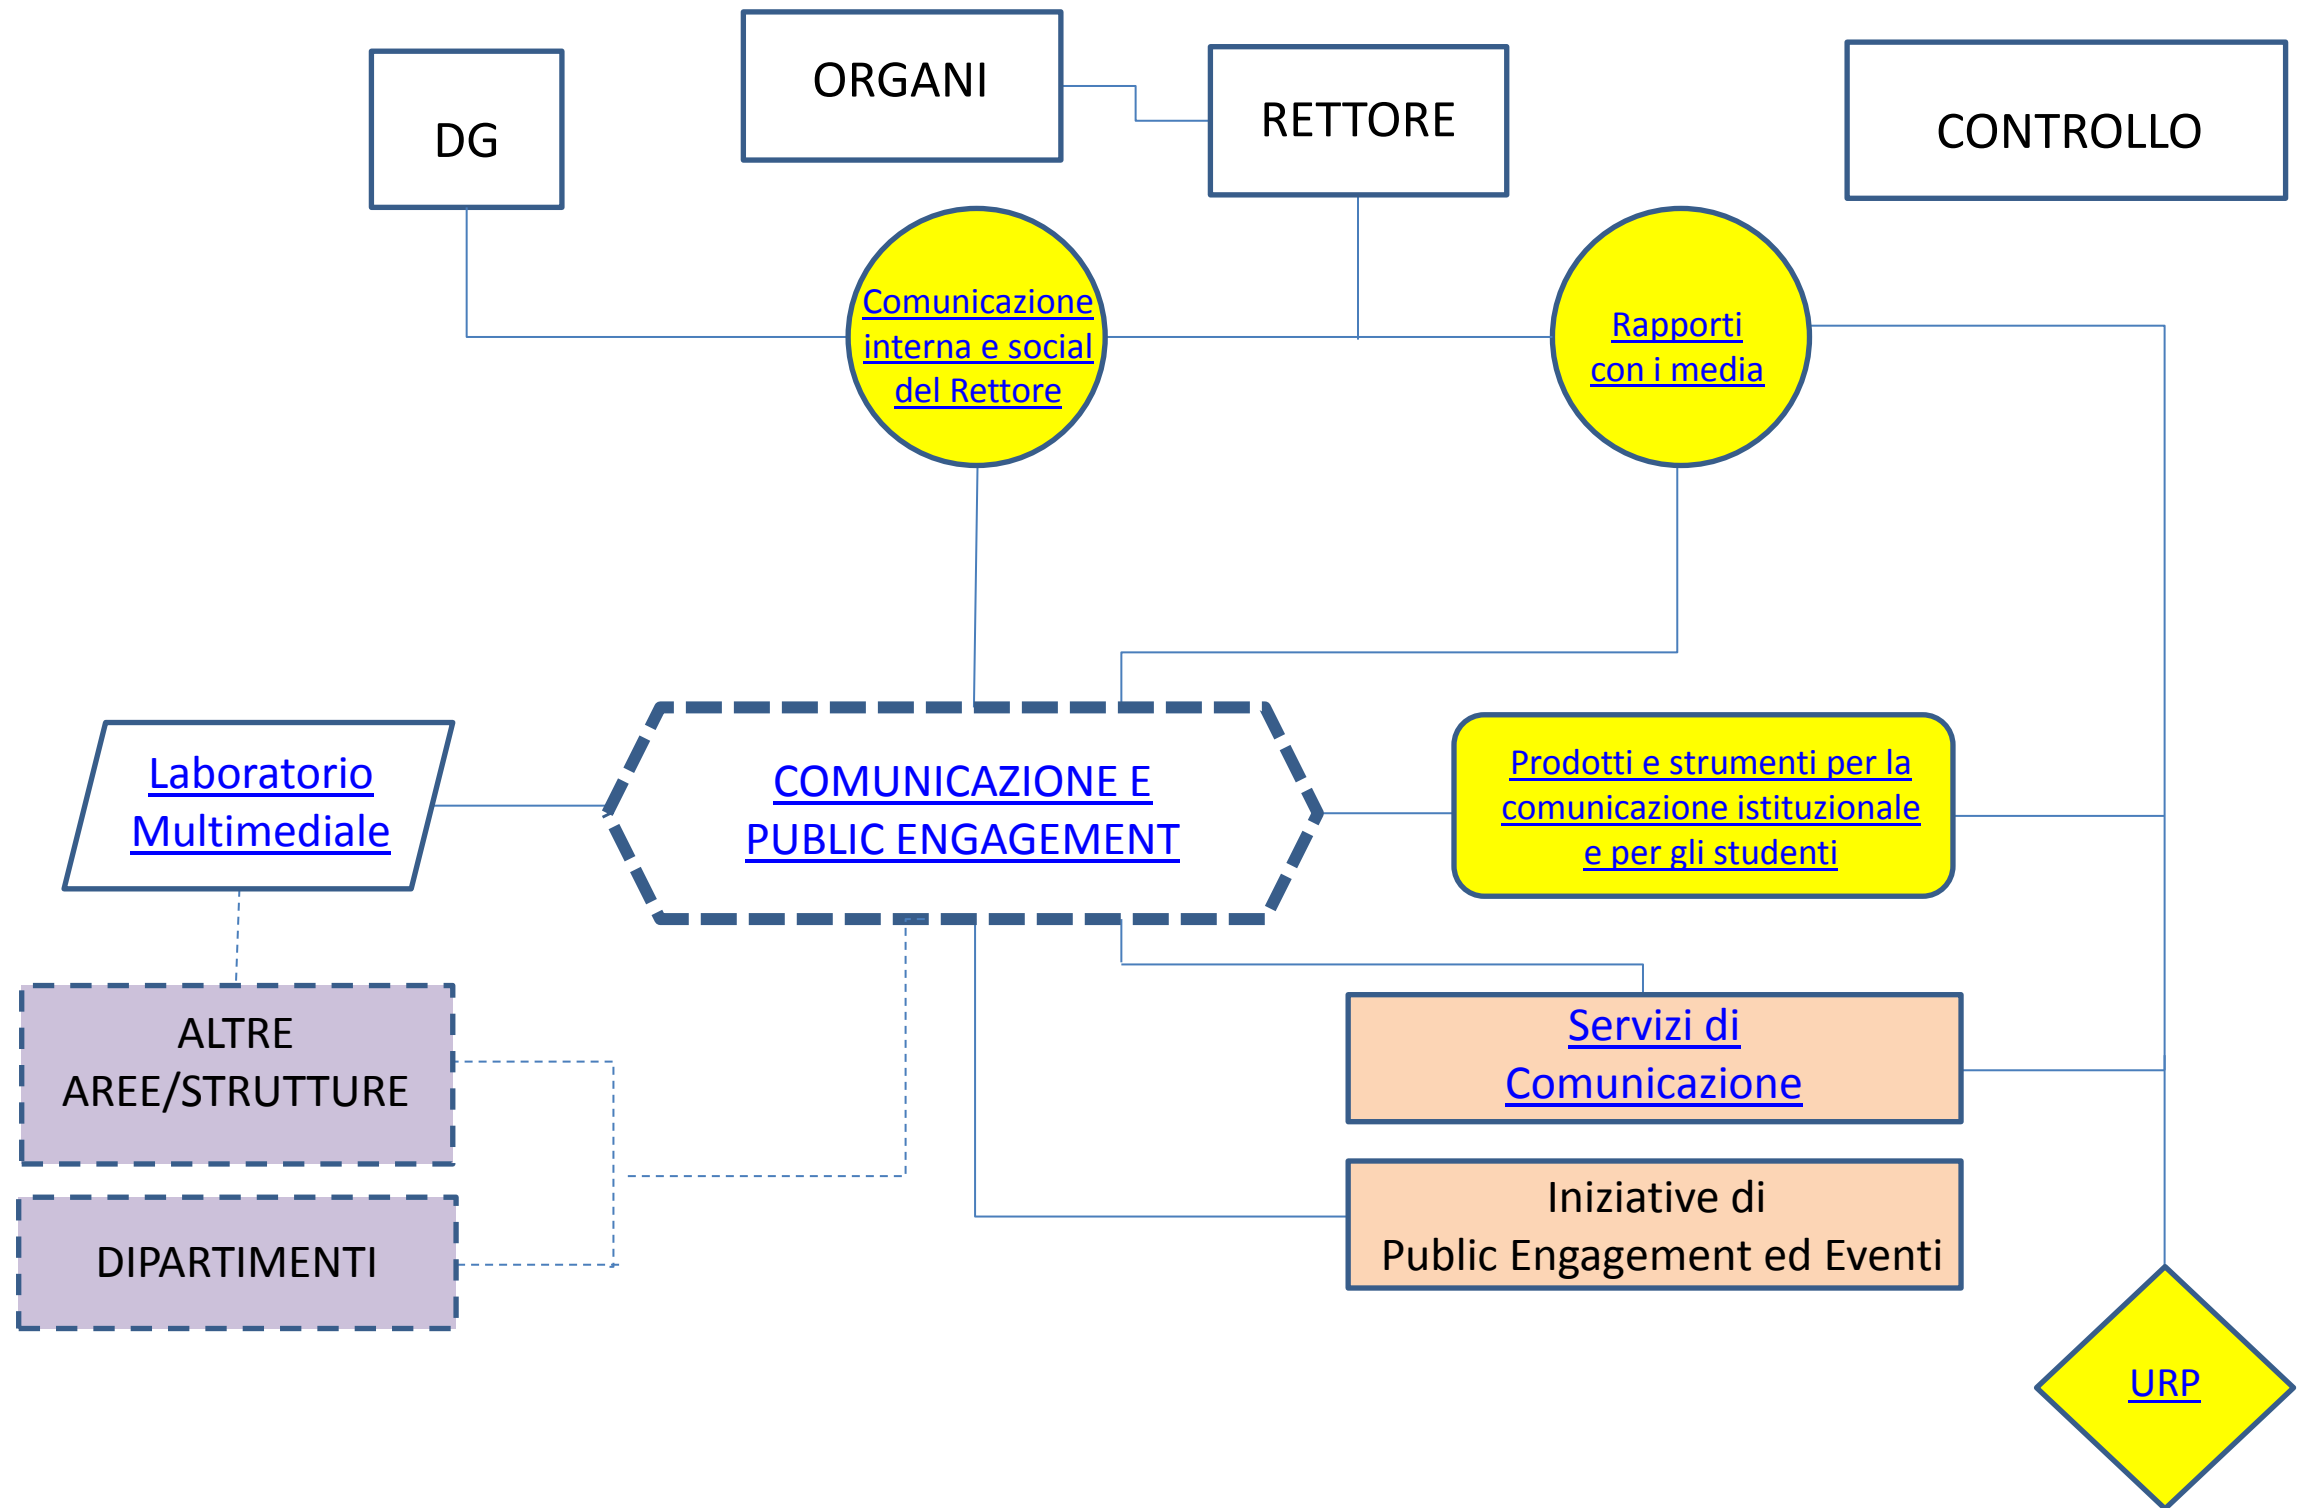 ORGANI
RETTORE
DG
CONTROLLO
Comunicazione
interna e social
del Rettore
Rapporti
con i media
Laboratorio
Multimediale
COMUNICAZIONE E
PUBLIC ENGAGEMENT
Prodotti e strumenti per la
comunicazione istituzionale
e per gli studenti
ALTRE
AREE/STRUTTURE
Servizi di
Comunicazione
DIPARTIMENTI
Iniziative di
Public Engagement ed Eventi
URP